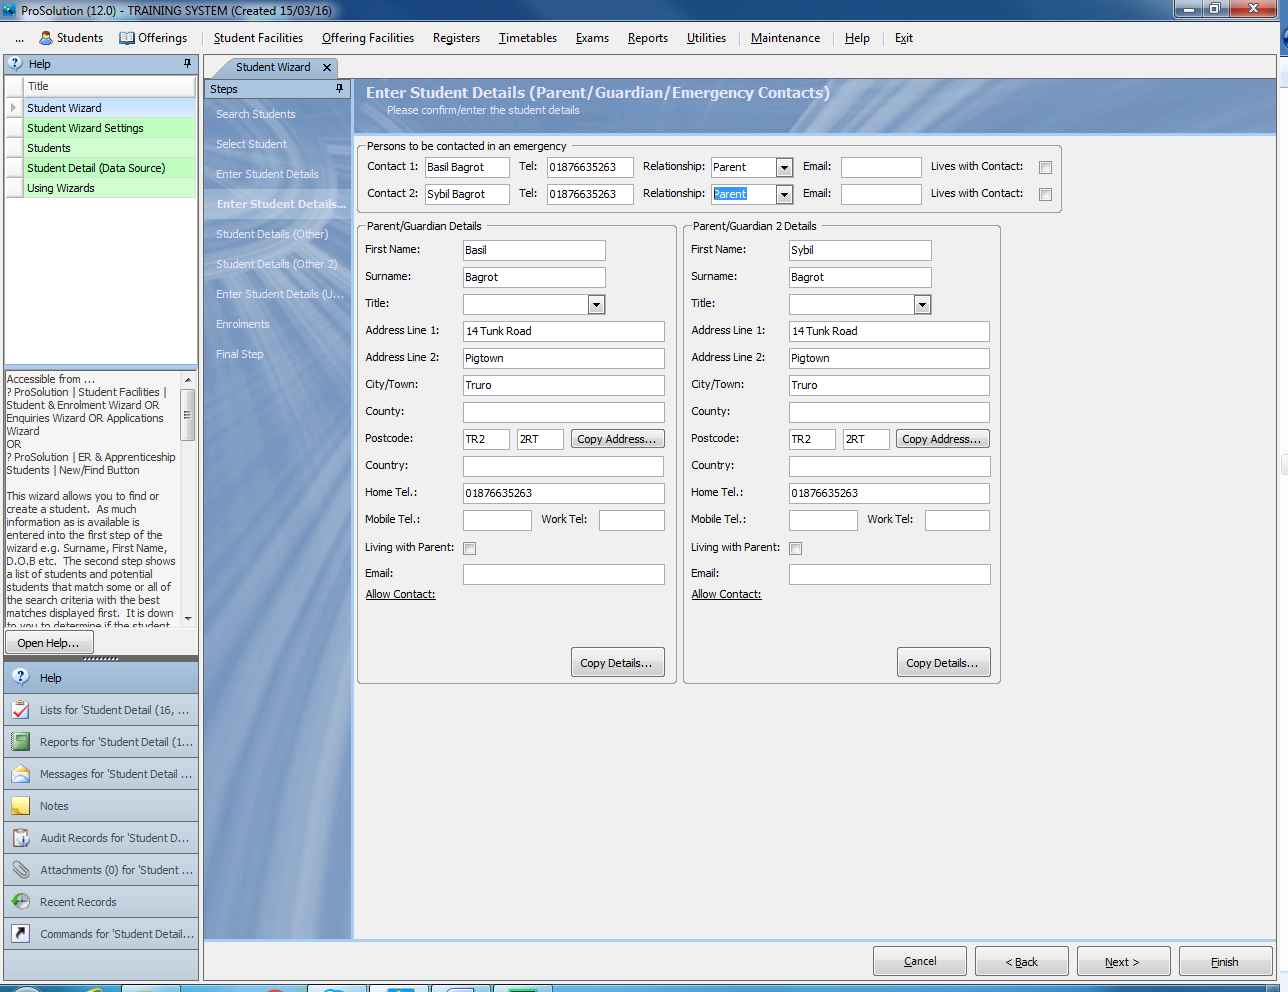 ProSolution (12.0) - TRAINING SYSTEM (Created 15/03/16)
... Students Offerings Student Facilities Offering Facilities Registers Timetables Exams Reports Utilities Maintenance Help Exit
Help
Title
Student Wizard
Student Wizard Settings
Students
Student Detail (Data Source)
Using Wizards
Accessible from ...
? ProSolution | Student Facilities |
Student & Enrolment Wizard OR
Enquiries Wizard OR Applications
Wizard
OR
? ProSolution | ER & Apprenticeship
Students | New/Find Button
This wizard allows you to find or
create a student.  As much
information as is available is
entered into the first step of the
wizard e.g. Surname, First Name,
D.O.B etc.  The second step shows
a list of students and potential
students that match some or all of
the search criteria with the best
matches displayed first.  It is down
to you to determine if the student
Open Help...
Help
Lists for 'Student Detail (16, ...
Reports for 'Student Detail (1...
Messages for 'Student Detail ...
Notes
Audit Records for 'Student D...
Attachments (0) for 'Student ...
Recent Records
Commands for 'Student Detail...
Student Wizard
Steps
Search Students
Select Student
Enter Student Details
Enter Student Details...
Student Details (Other)
Student Details (Other 2)
Enter Student Details (U...
Enrolments
Final Step
Enter Student Details (Parent/Guardian/Emergency Contacts)
Please confirm/enter the student details
Persons to be contacted in an emergency
Contact 1: Basil Bagrot Tel: 01876635263 Relationship: Parent Email: Lives with Contact:
Contact 2: Sybil Bagrot Tel: 01876635263 Relationship: Parent Email: Lives with Contact:
Parent/Guardian Details
First Name: Basil
Surname: Bagrot
Title:
Address Line 1: 14 Tunk Road
Address Line 2: Pigtown
City/Town: Truro
County:
Postcode: TR2 2RT Copy Address...
Country:
Home Tel.: 01876635263
Mobile Tel.: Work Tel:
Living with Parent:
Email:
Allow Contact:
Copy Details...
Parent/Guardian 2 Details
First Name: Sybil
Surname: Bagrot
Title:
Address Line 1: 14 Tunk Road
Address Line 2: Pigtown
City/Town: Truro
County:
Postcode: TR2 2RT Copy Address...
Country:
Home Tel.: 01876635263
Mobile Tel.: Work Tel:
Living with Parent:
Email:
Allow Contact:
Copy Details...
Cancel < Back Next > Finish